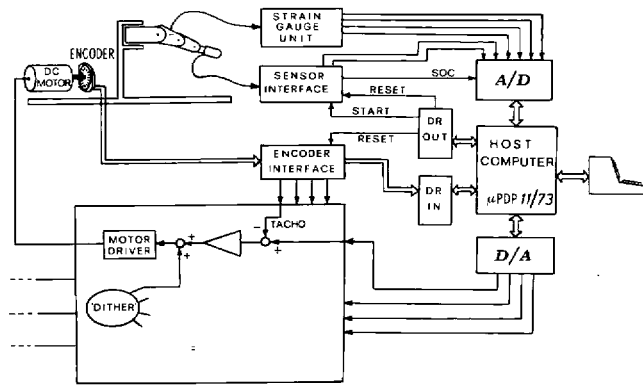 STRAIN
GAUGE
UNIT
ENCODER
DC
MOTOR
SENSOR
INTERFACE
SOC
A/D
RESET
START
DR
OUT
RESET
HOST
COMPUTER
µPDP 11/73
ENCODER
INTERFACE
DR
IN
TACHO
−
+
+
+
MOTOR
DRIVER
D/A
DITHER